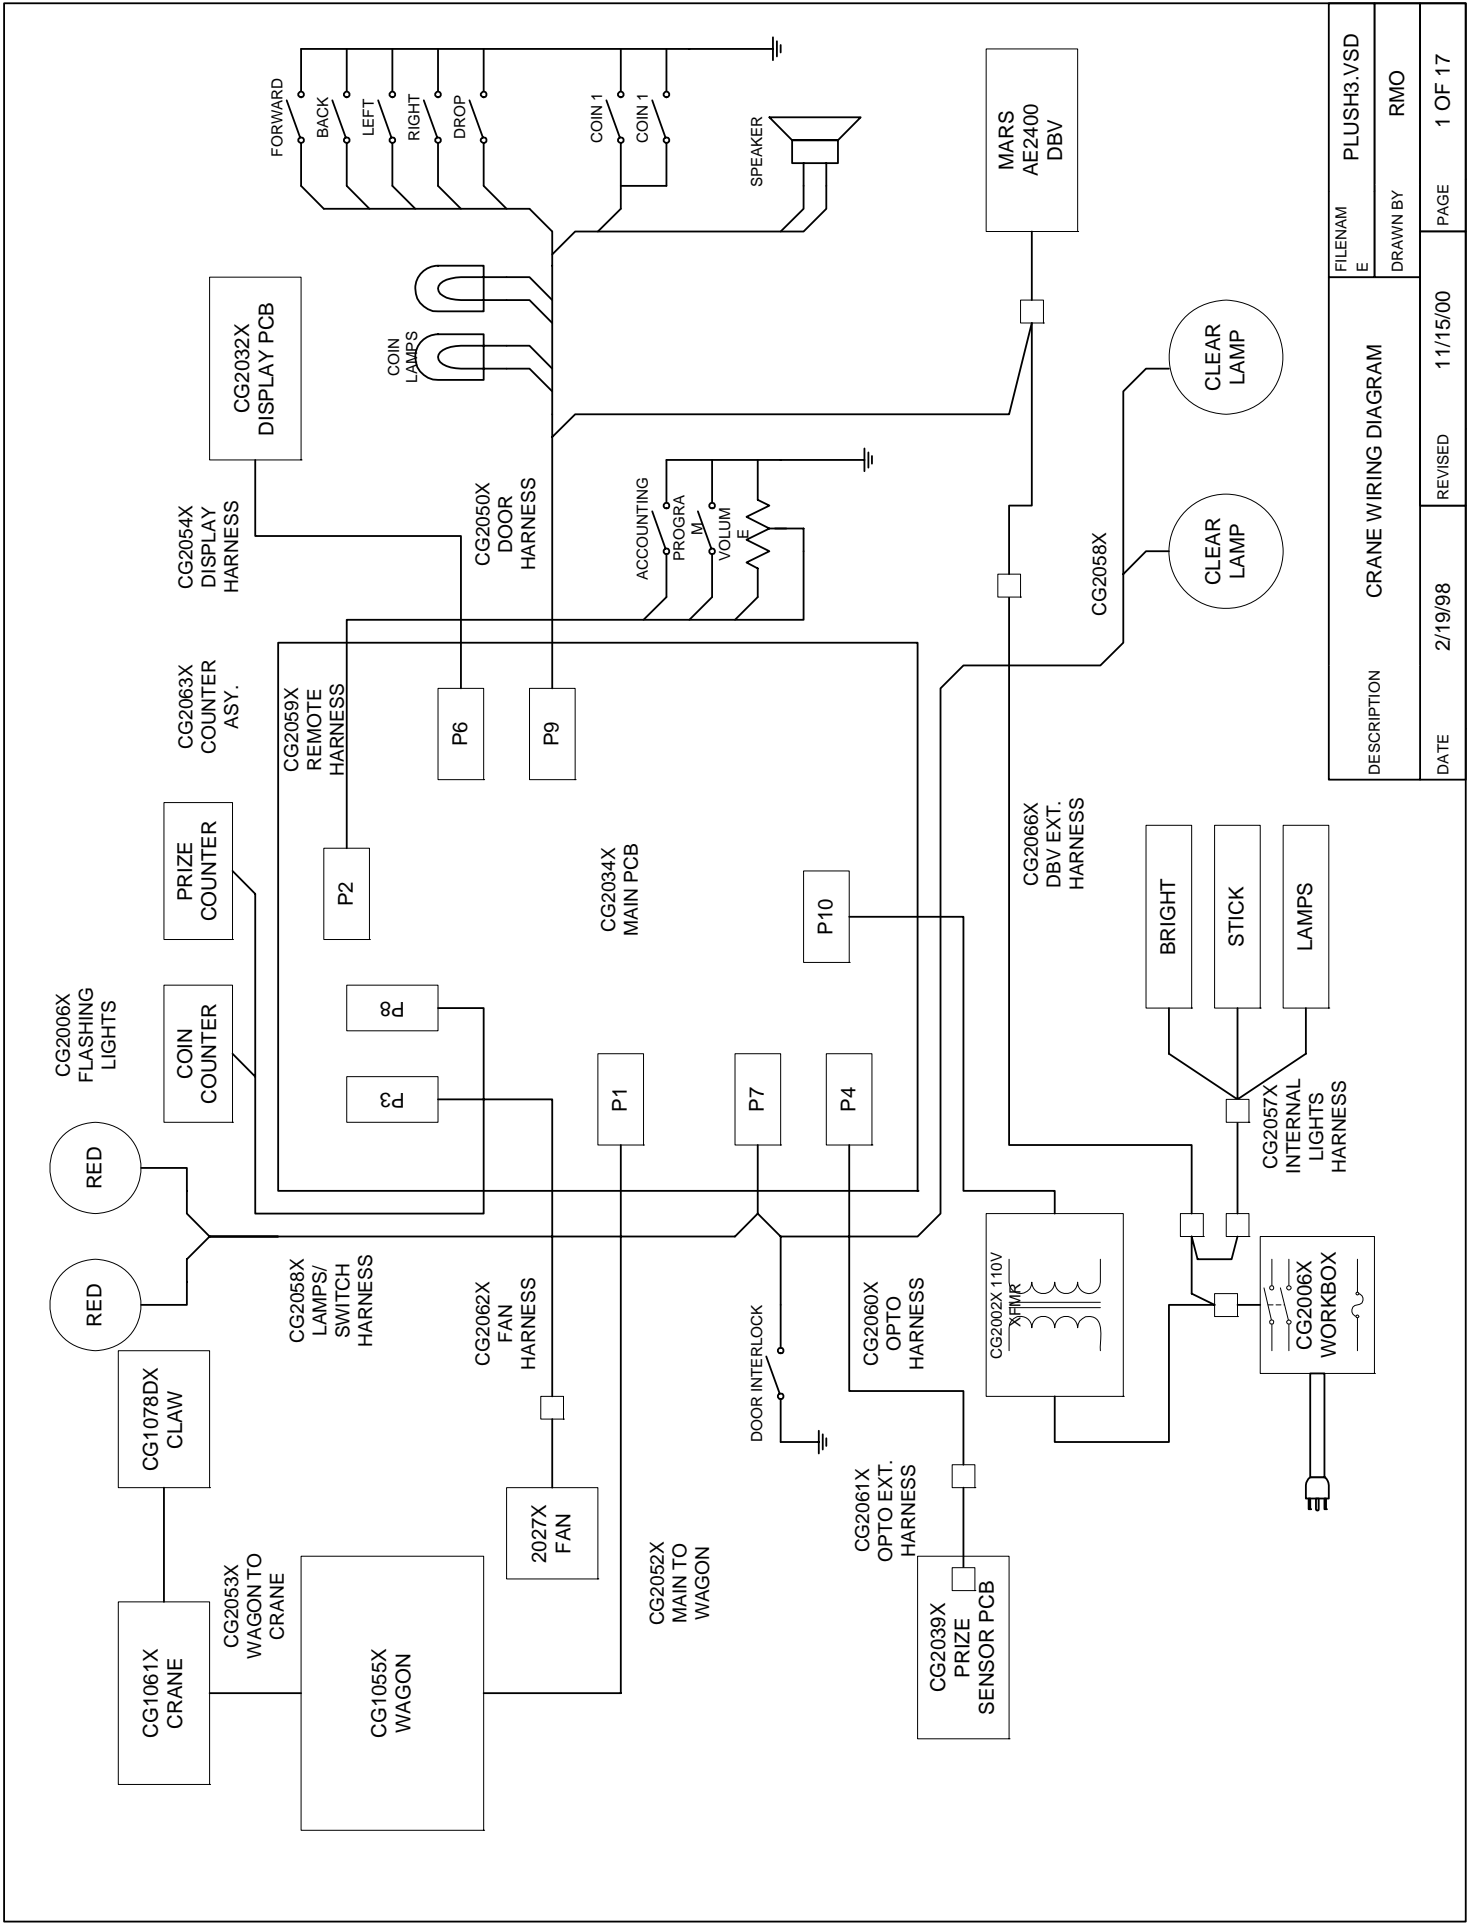 CG2006X
FLASHING
LIGHTS
RED
RED
COIN
COUNTER
PRIZE
COUNTER
CG2063X
COUNTER
ASY.
CG2054X
DISPLAY
HARNESS
CG2032X
DISPLAY PCB
FORWARD
BACK
LEFT
RIGHT
DROP
COIN 1
COIN 1
SPEAKER
COIN
LAMPS
CG1078DX
CLAW
CG1061X
CRANE
CG2053X
WAGON TO
CRANE
CG1055X
WAGON
CG2058X
LAMPS/
SWITCH
HARNESS
CG2062X
FAN
HARNESS
2027X
FAN
CG2052X
MAIN TO
WAGON
CG2059X
REMOTE
HARNESS
P2
P8
P3
P6
P9
P1
P7
P4
P10
CG2034X
MAIN PCB
CG2050X
DOOR
HARNESS
ACCOUNTING
PROGRA
M
VOLUM
E
MARS
AE2400
DBV
DOOR INTERLOCK
CG2060X
OPTO
HARNESS
CG2061X
OPTO EXT.
HARNESS
CG2039X
PRIZE
SENSOR PCB
CG2002X 110V
XFMR
CG2066X
DBV EXT.
HARNESS
CG2058X
CLEAR
LAMP
CLEAR
LAMP
BRIGHT
STICK
LAMPS
CG2057X
INTERNAL
LIGHTS
HARNESS
CG2006X
WORKBOX
DESCRIPTION
CRANE WIRING DIAGRAM
FILENAM
E
PLUSH3.VSD
DRAWN BY
RMO
DATE
2/19/98
REVISED
11/15/00
PAGE
1 OF 17